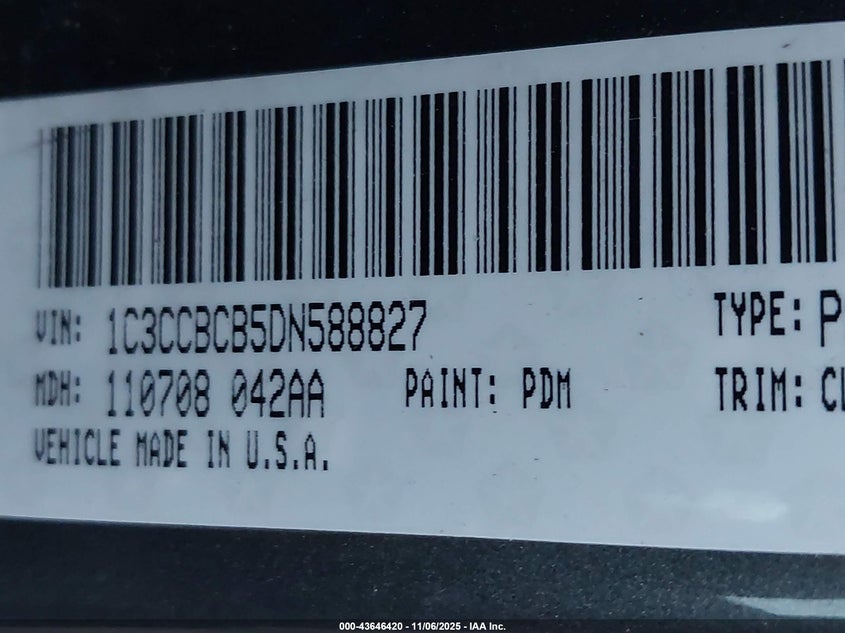 VIN: 1C3CCBCB5DN588827 TYPE: P
MDH: 110708 042AA PAINT: PDM TRIM:
VEHICLE MADE IN U.S.A.
000-43646420 - 11/06/2025 - IAA Inc.